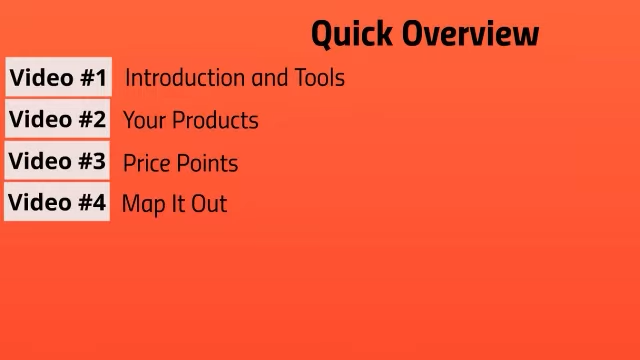 Quick Overview
Video #1 Introduction and Tools
Video #2 Your Products
Video #3 Price Points
Video #4 Map It Out